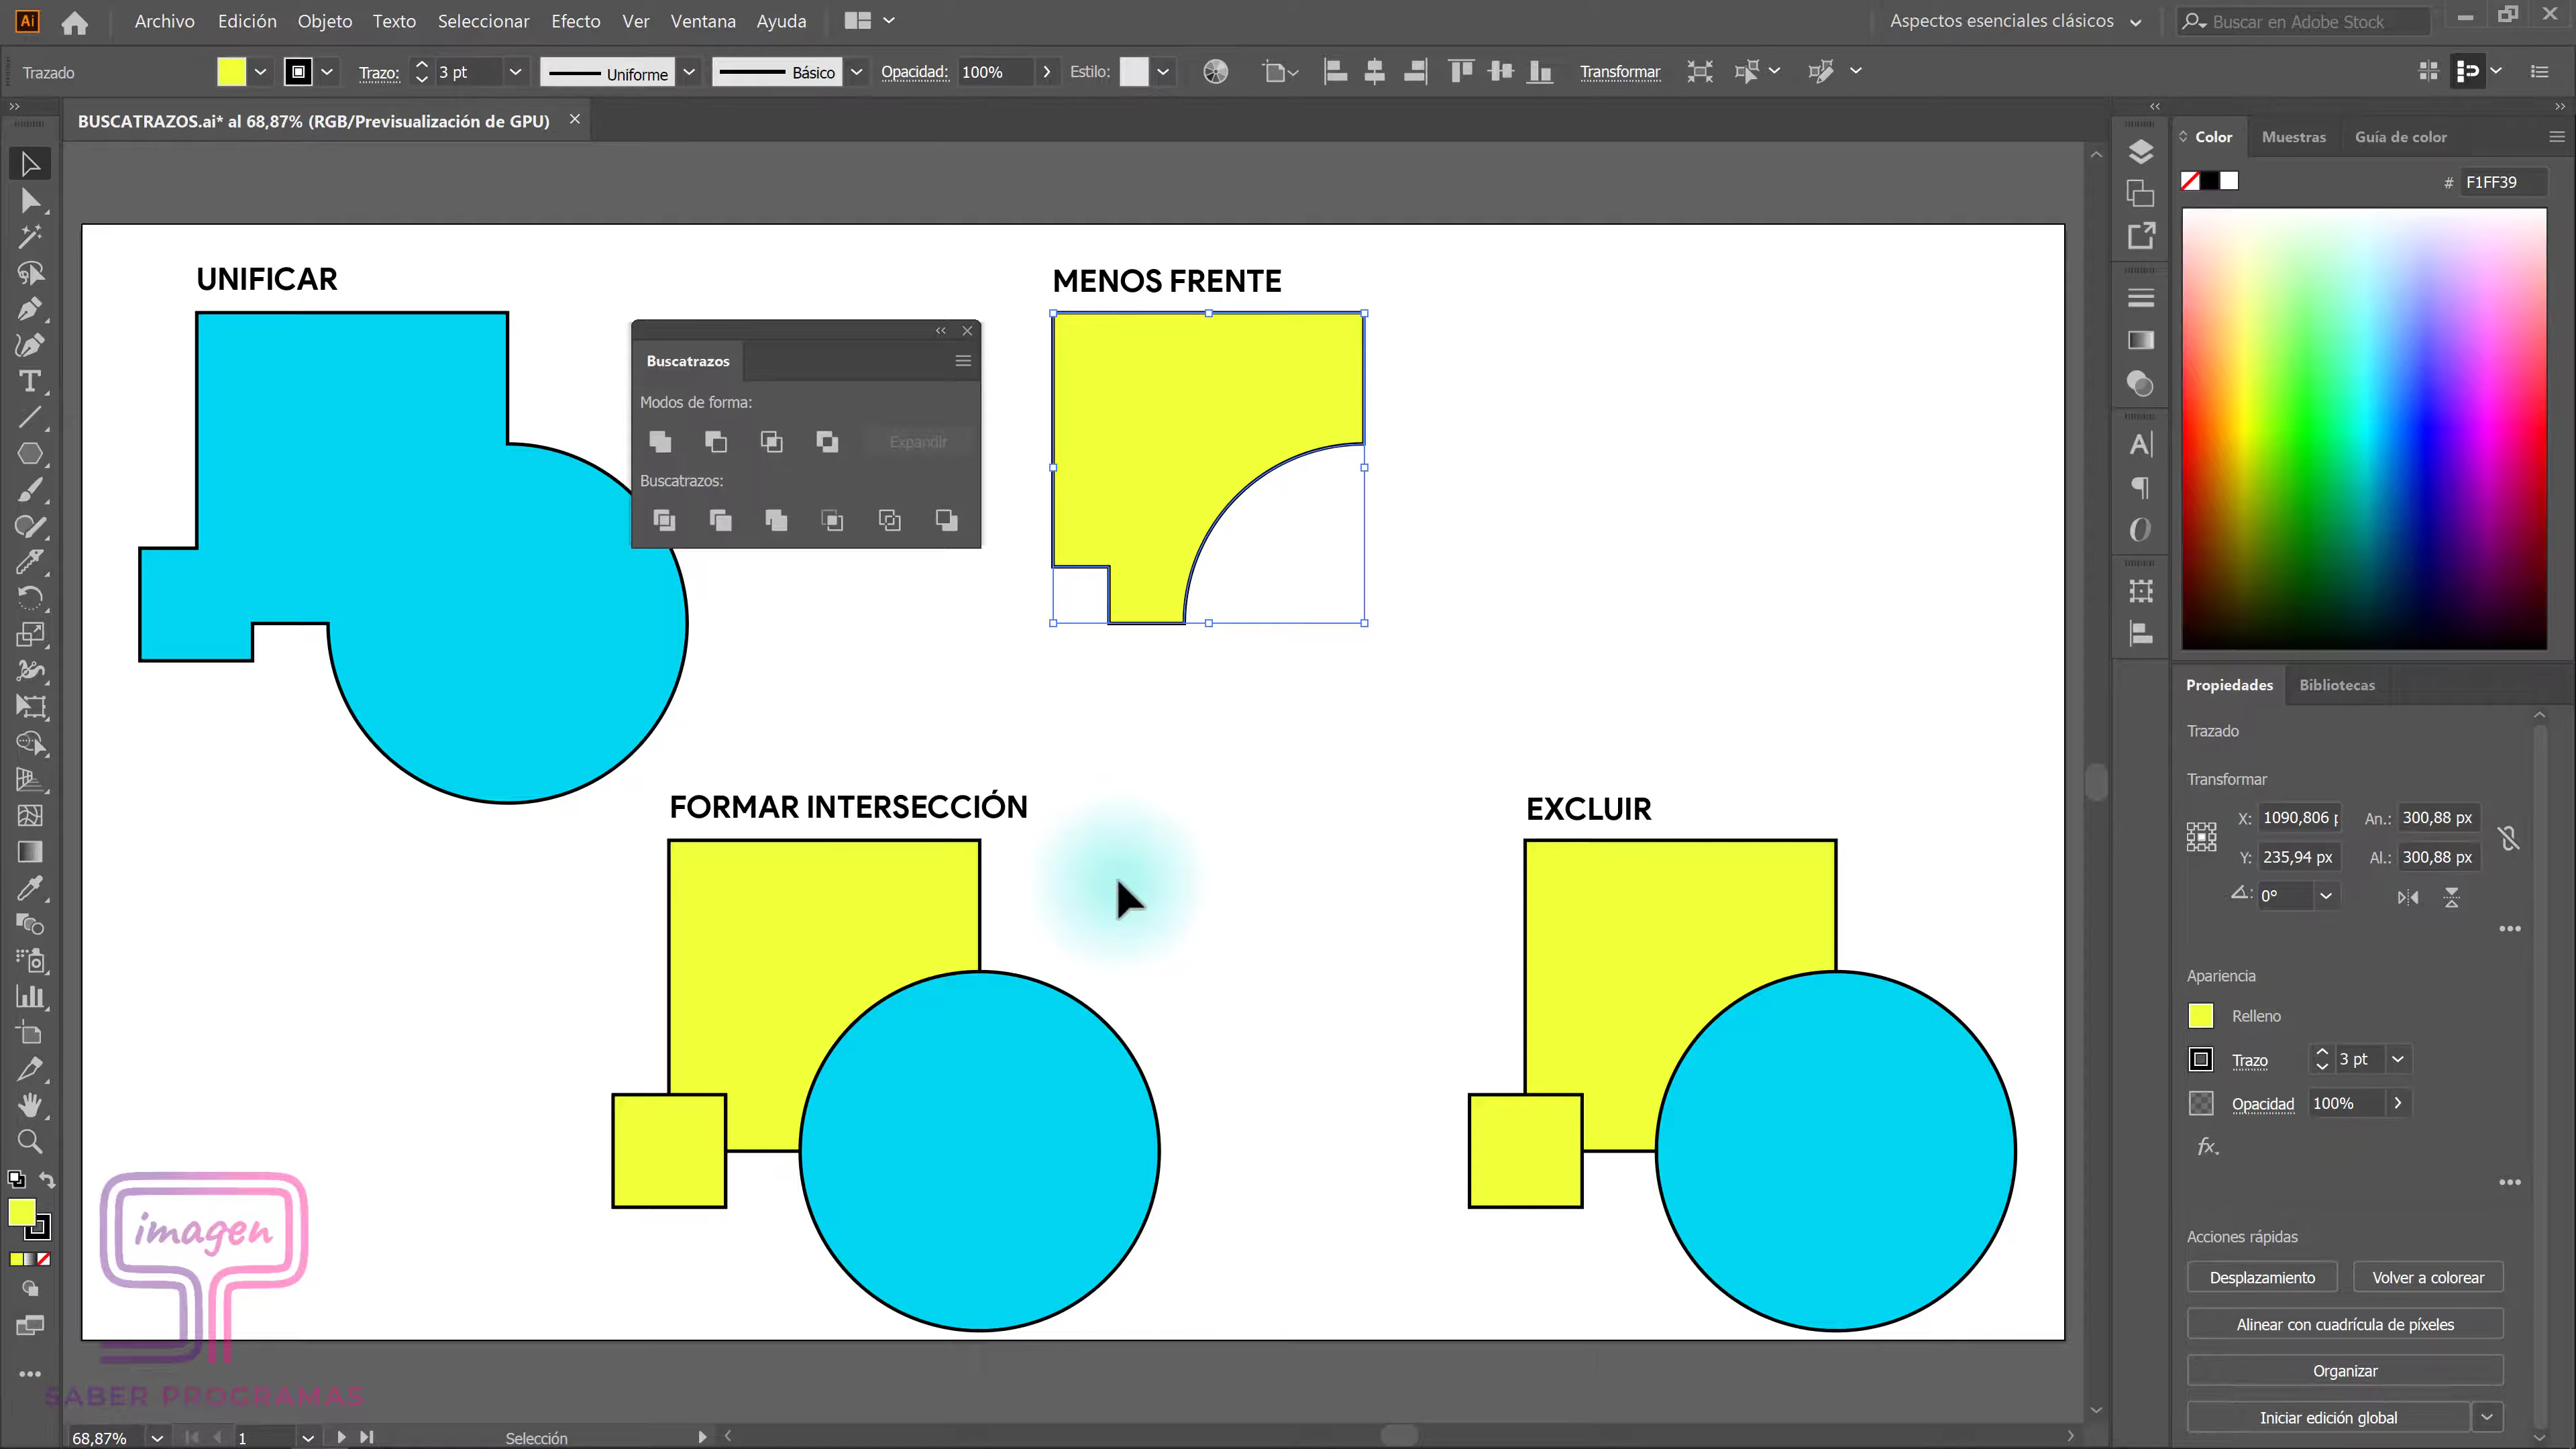 Ai Archivo Edición Objeto Texto Seleccionar Efecto Ver Ventana Ayuda Aspectos esenciales clásicos Buscar en Adobe Stock
Trazado Trazo: 3 pt Uniforme Básico Opacidad: 100% Estilo: Transformar
BUSCATRAZOS.ai* al 68,87% (RGB/Previsualización de GPU)
Color Muestras Guía de color
# F1FF39
UNIFICAR
MENOS FRENTE
Buscatrazos
Modos de forma:
Expandir
Buscatrazos:
FORMAR INTERSECCIÓN
EXCLUIR
Propiedades Bibliotecas
Trazado
Transformar
X: 1090,806 p An.: 300,88 px
Y: 235,94 px Al.: 300,88 px
0°
Apariencia
Relleno
Trazo 3 pt
Opacidad 100%
fx
Acciones rápidas
Desplazamiento Volver a colorear
Alinear con cuadrícula de píxeles
Organizar
Iniciar edición global
imagen
SABER PROGRAMAS
68,87% 1 Selección